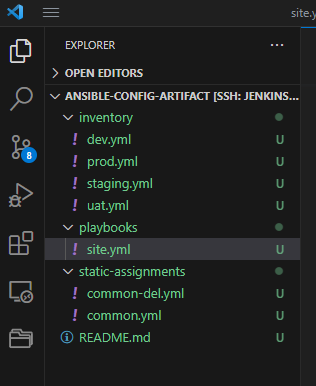 site.y
EXPLORER ...
OPEN EDITORS
ANSIBLE-CONFIG-ARTIFACT [SSH: JENKINS...
inventory
! dev.yml U
! prod.yml U
8
! staging.yml U
! uat.yml U
playbooks
! site.yml U
static-assignments
! common-del.yml U
! common.yml U
README.md U